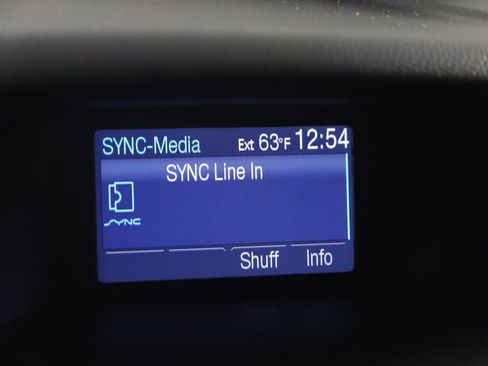 SYNC-Media Ext 63°F 12:54
SYNC Line In
SYNC
Shuff Info